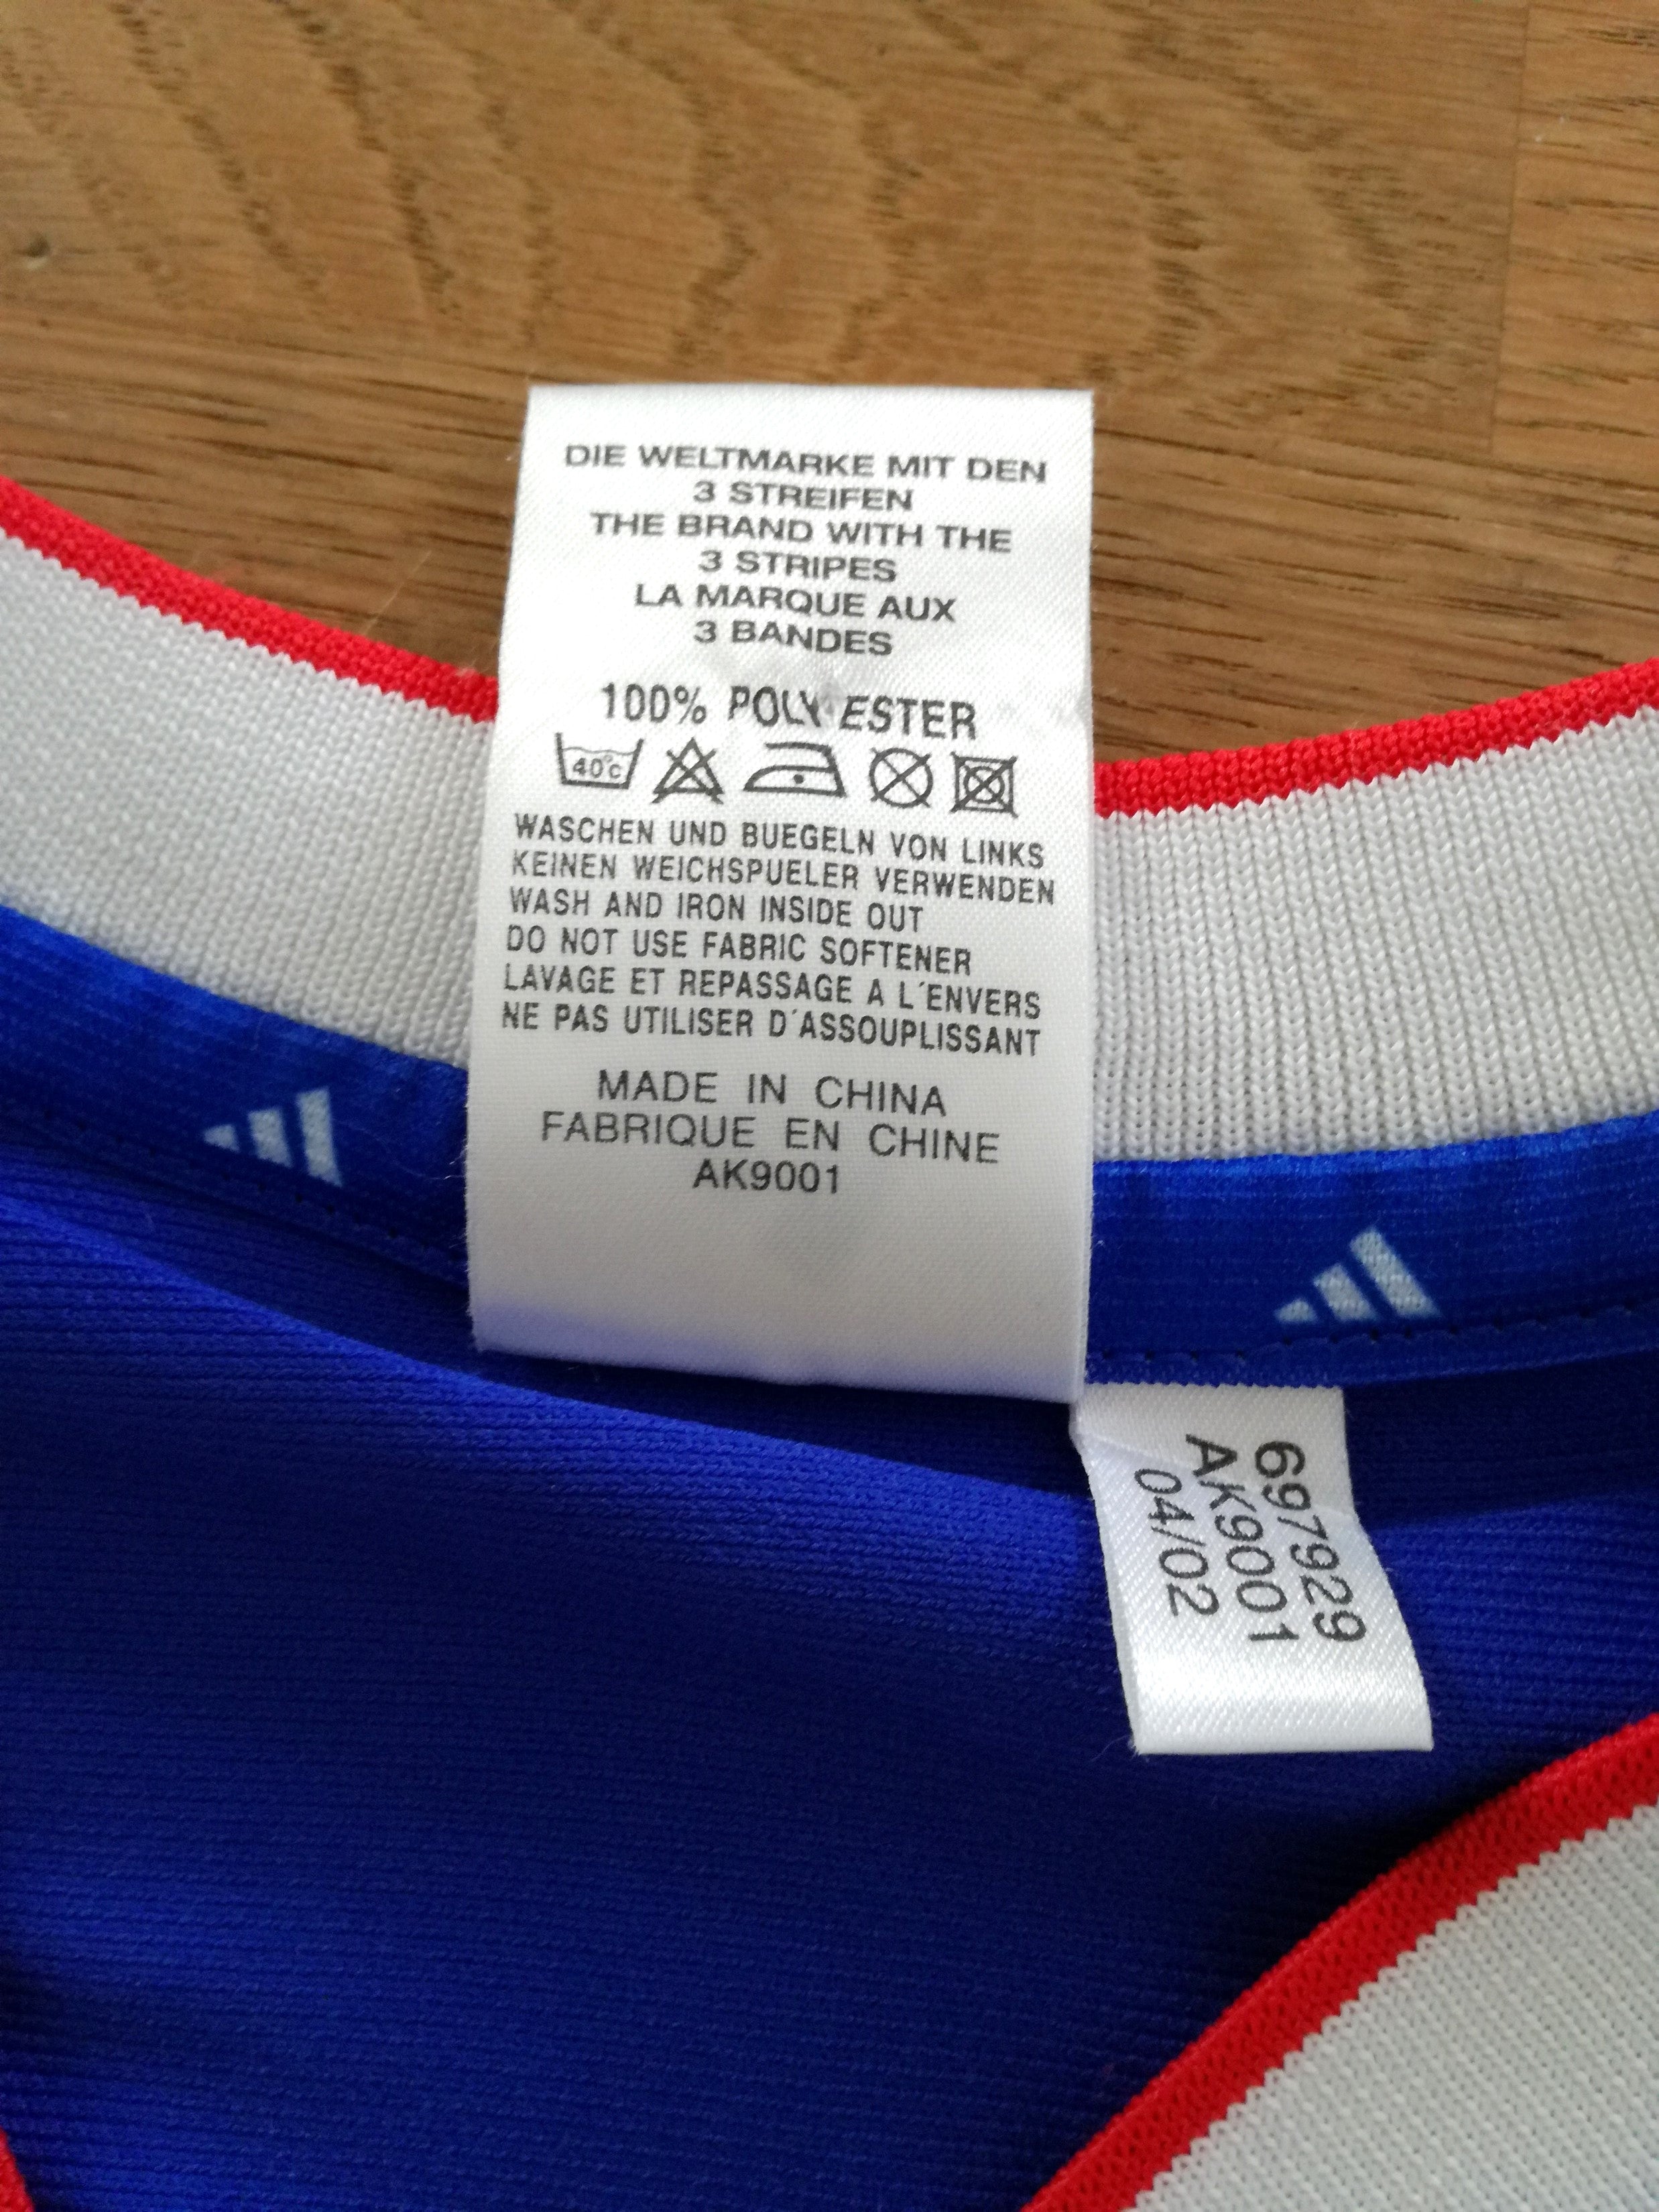 DIE WELTMARKE MIT DEN
3 STREIFEN
THE BRAND WITH THE
3 STRIPES
LA MARQUE AUX
3 BANDES
100% POLYESTER
40°C
WASCHEN UND BUEGELN VON LINKS
KEINEN WEICHSPUELER VERWENDEN
WASH AND IRON INSIDE OUT
DO NOT USE FABRIC SOFTENER
LAVAGE ET REPASSAGE A L'ENVERS
NE PAS UTILISER D'ASSOUPLISSANT
MADE IN CHINA
FABRIQUE EN CHINE
AK9001
697929
AK9001
04/02